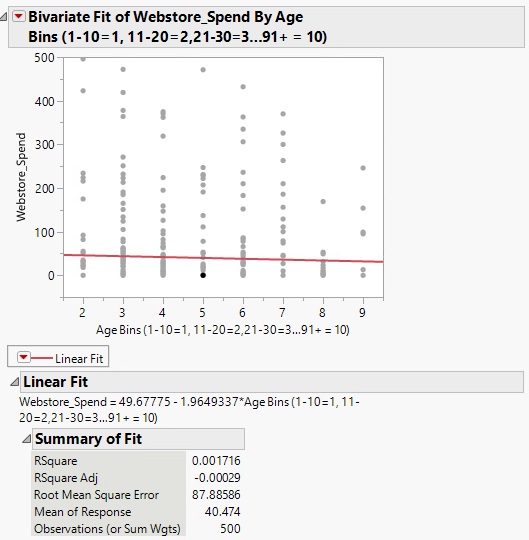 Bivariate Fit of Webstore_Spend By Age
Bins (1-10=1, 11-20=2,21-30=3...91+ = 10)
500
400
300
200
100
0
Webstore_Spend
2 3 4 5 6 7 8 9
Age Bins (1-10=1, 11-20=2,21-30=3...91+ = 10)
Linear Fit
Linear Fit
Webstore_Spend = 49.67775 - 1.9649337*Age Bins (1-10=1, 11-
20=2,21-30=3...91+ = 10)
Summary of Fit
RSquare 0.001716
RSquare Adj -0.00029
Root Mean Square Error 87.88586
Mean of Response 40.474
Observations (or Sum Wgts) 500